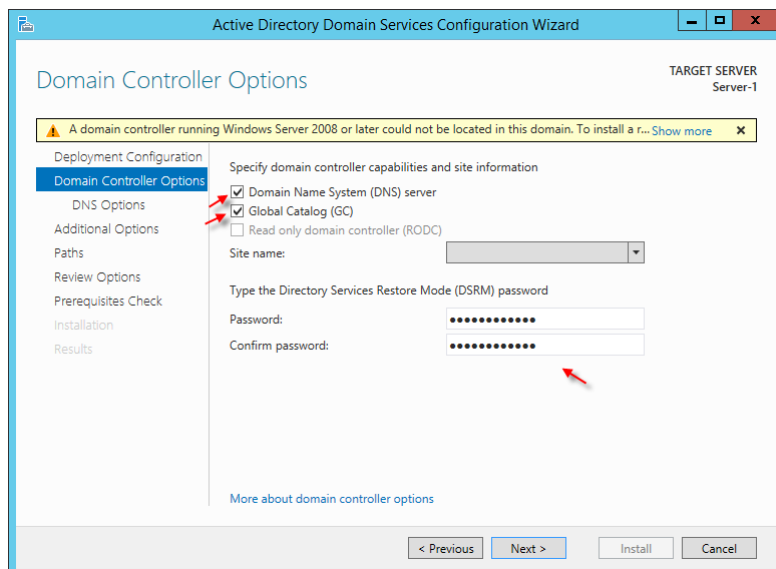 Active Directory Domain Services Configuration Wizard
Domain Controller Options
TARGET SERVER
Server-1
A domain controller running Windows Server 2008 or later could not be located in this domain. To install a r... Show more
Deployment Configuration
Domain Controller Options
DNS Options
Additional Options
Paths
Review Options
Prerequisites Check
Installation
Results
Specify domain controller capabilities and site information
Domain Name System (DNS) server
Global Catalog (GC)
Read only domain controller (RODC)
Site name:
Type the Directory Services Restore Mode (DSRM) password
Password: ●●●●●●●●●●●●
Confirm password: ●●●●●●●●●●●●
More about domain controller options
< Previous
Next >
Install
Cancel